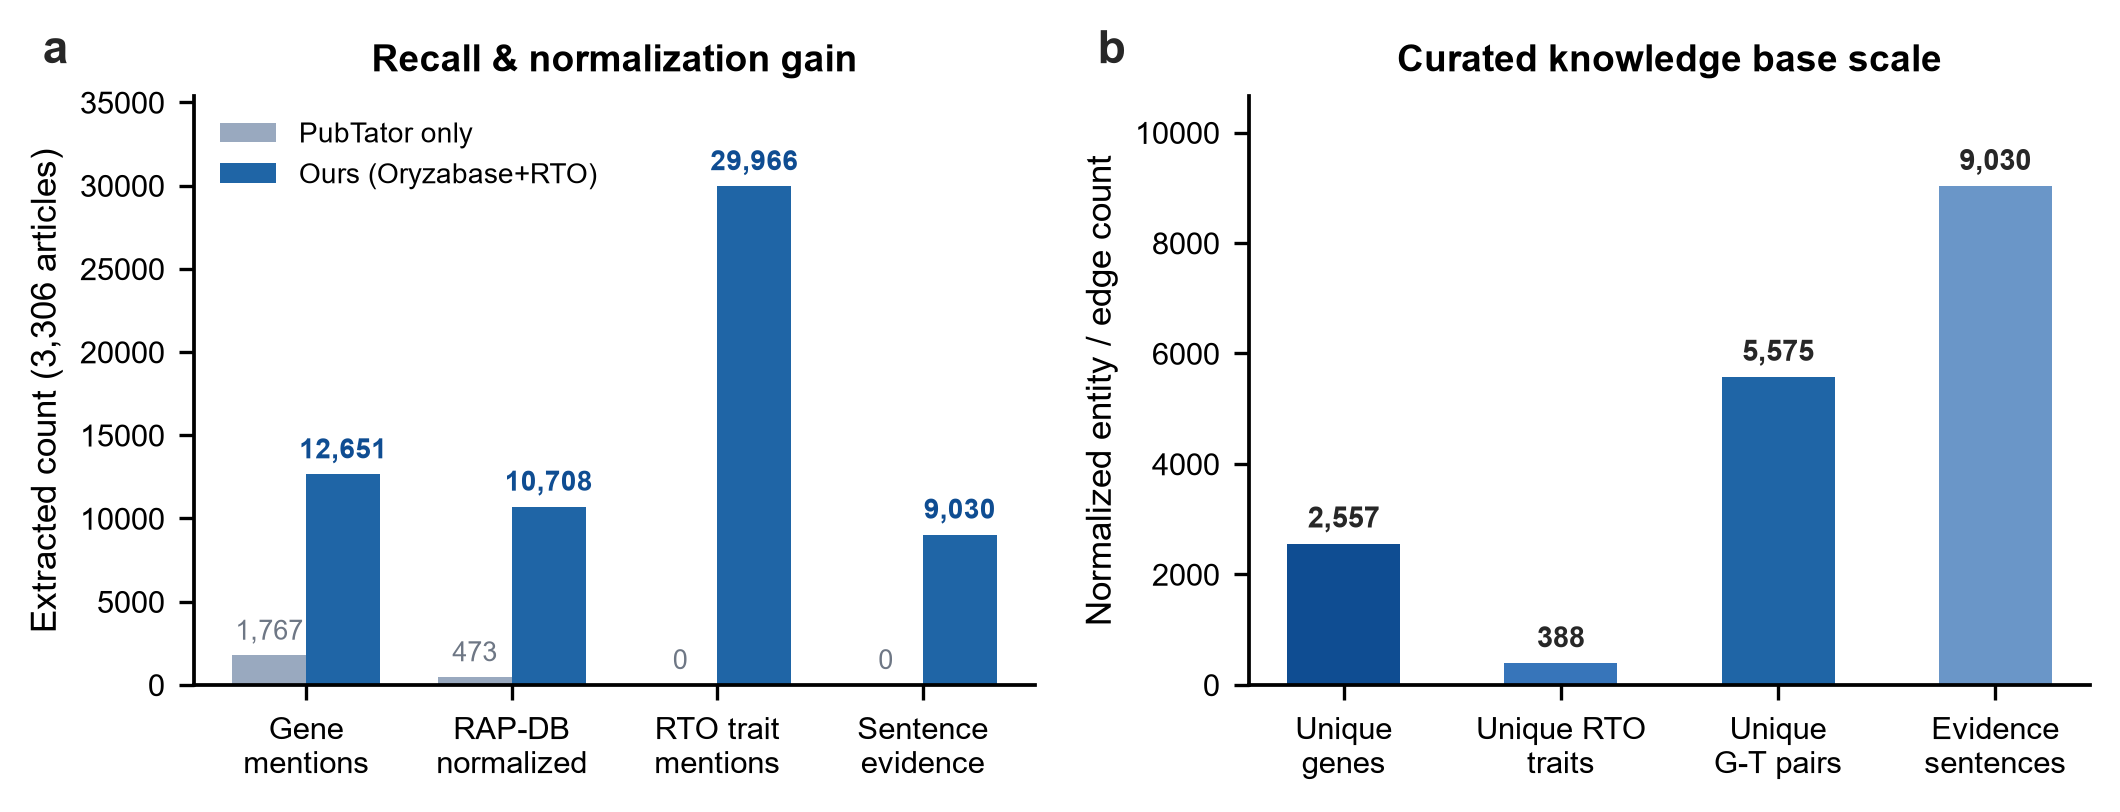 a
Recall & normalization gain
Extracted count (3,306 articles)
35000
30000
25000
20000
15000
10000
5000
0
PubTator only
Ours (Oryzabase+RTO)
1,767
12,651
473
10,708
0
29,966
0
9,030
Gene
mentions
RAP-DB
normalized
RTO trait
mentions
Sentence
evidence
b
Curated knowledge base scale
Normalized entity / edge count
10000
8000
6000
4000
2000
0
2,557
388
5,575
9,030
Unique
genes
Unique RTO
traits
Unique
G-T pairs
Evidence
sentences